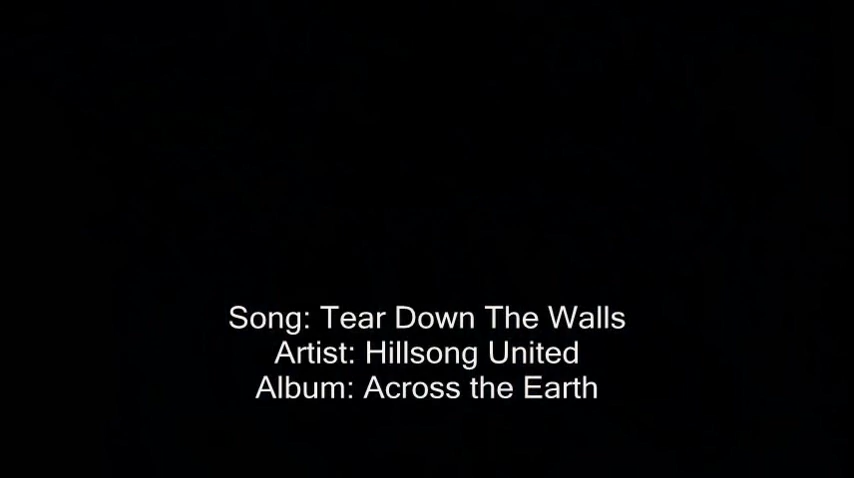 Song: Tear Down The Walls
Artist: Hillsong United
Album: Across the Earth